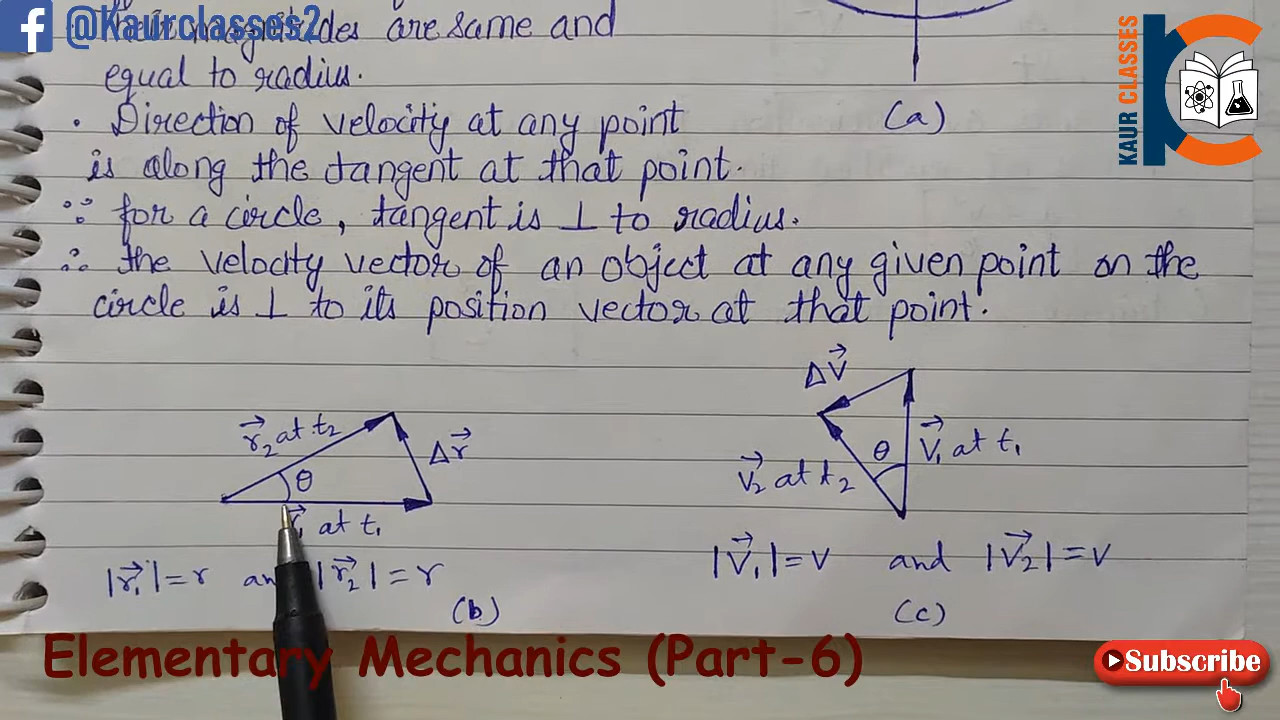 @Kaurclasses2
are same and
equal to radius.
(a)
KAUR CLASSES
• Direction of velocity at any point
is along the tangent at that point.
∵ for a circle, tangent is ⊥ to radius.
∴ the velocity vector of an object at any given point on the
circle is ⊥ to its position vector at that point.
r⃗₂ at t₂
θ
Δr⃗
at t₁
|r⃗₁| = r and |r⃗₂| = r
(b)
ΔV⃗
θ
V⃗₁ at t₁
V⃗₂ at t₂
|V⃗₁| = V and |V⃗₂| = V
(c)
Elementary Mechanics (Part-6)
Subscribe